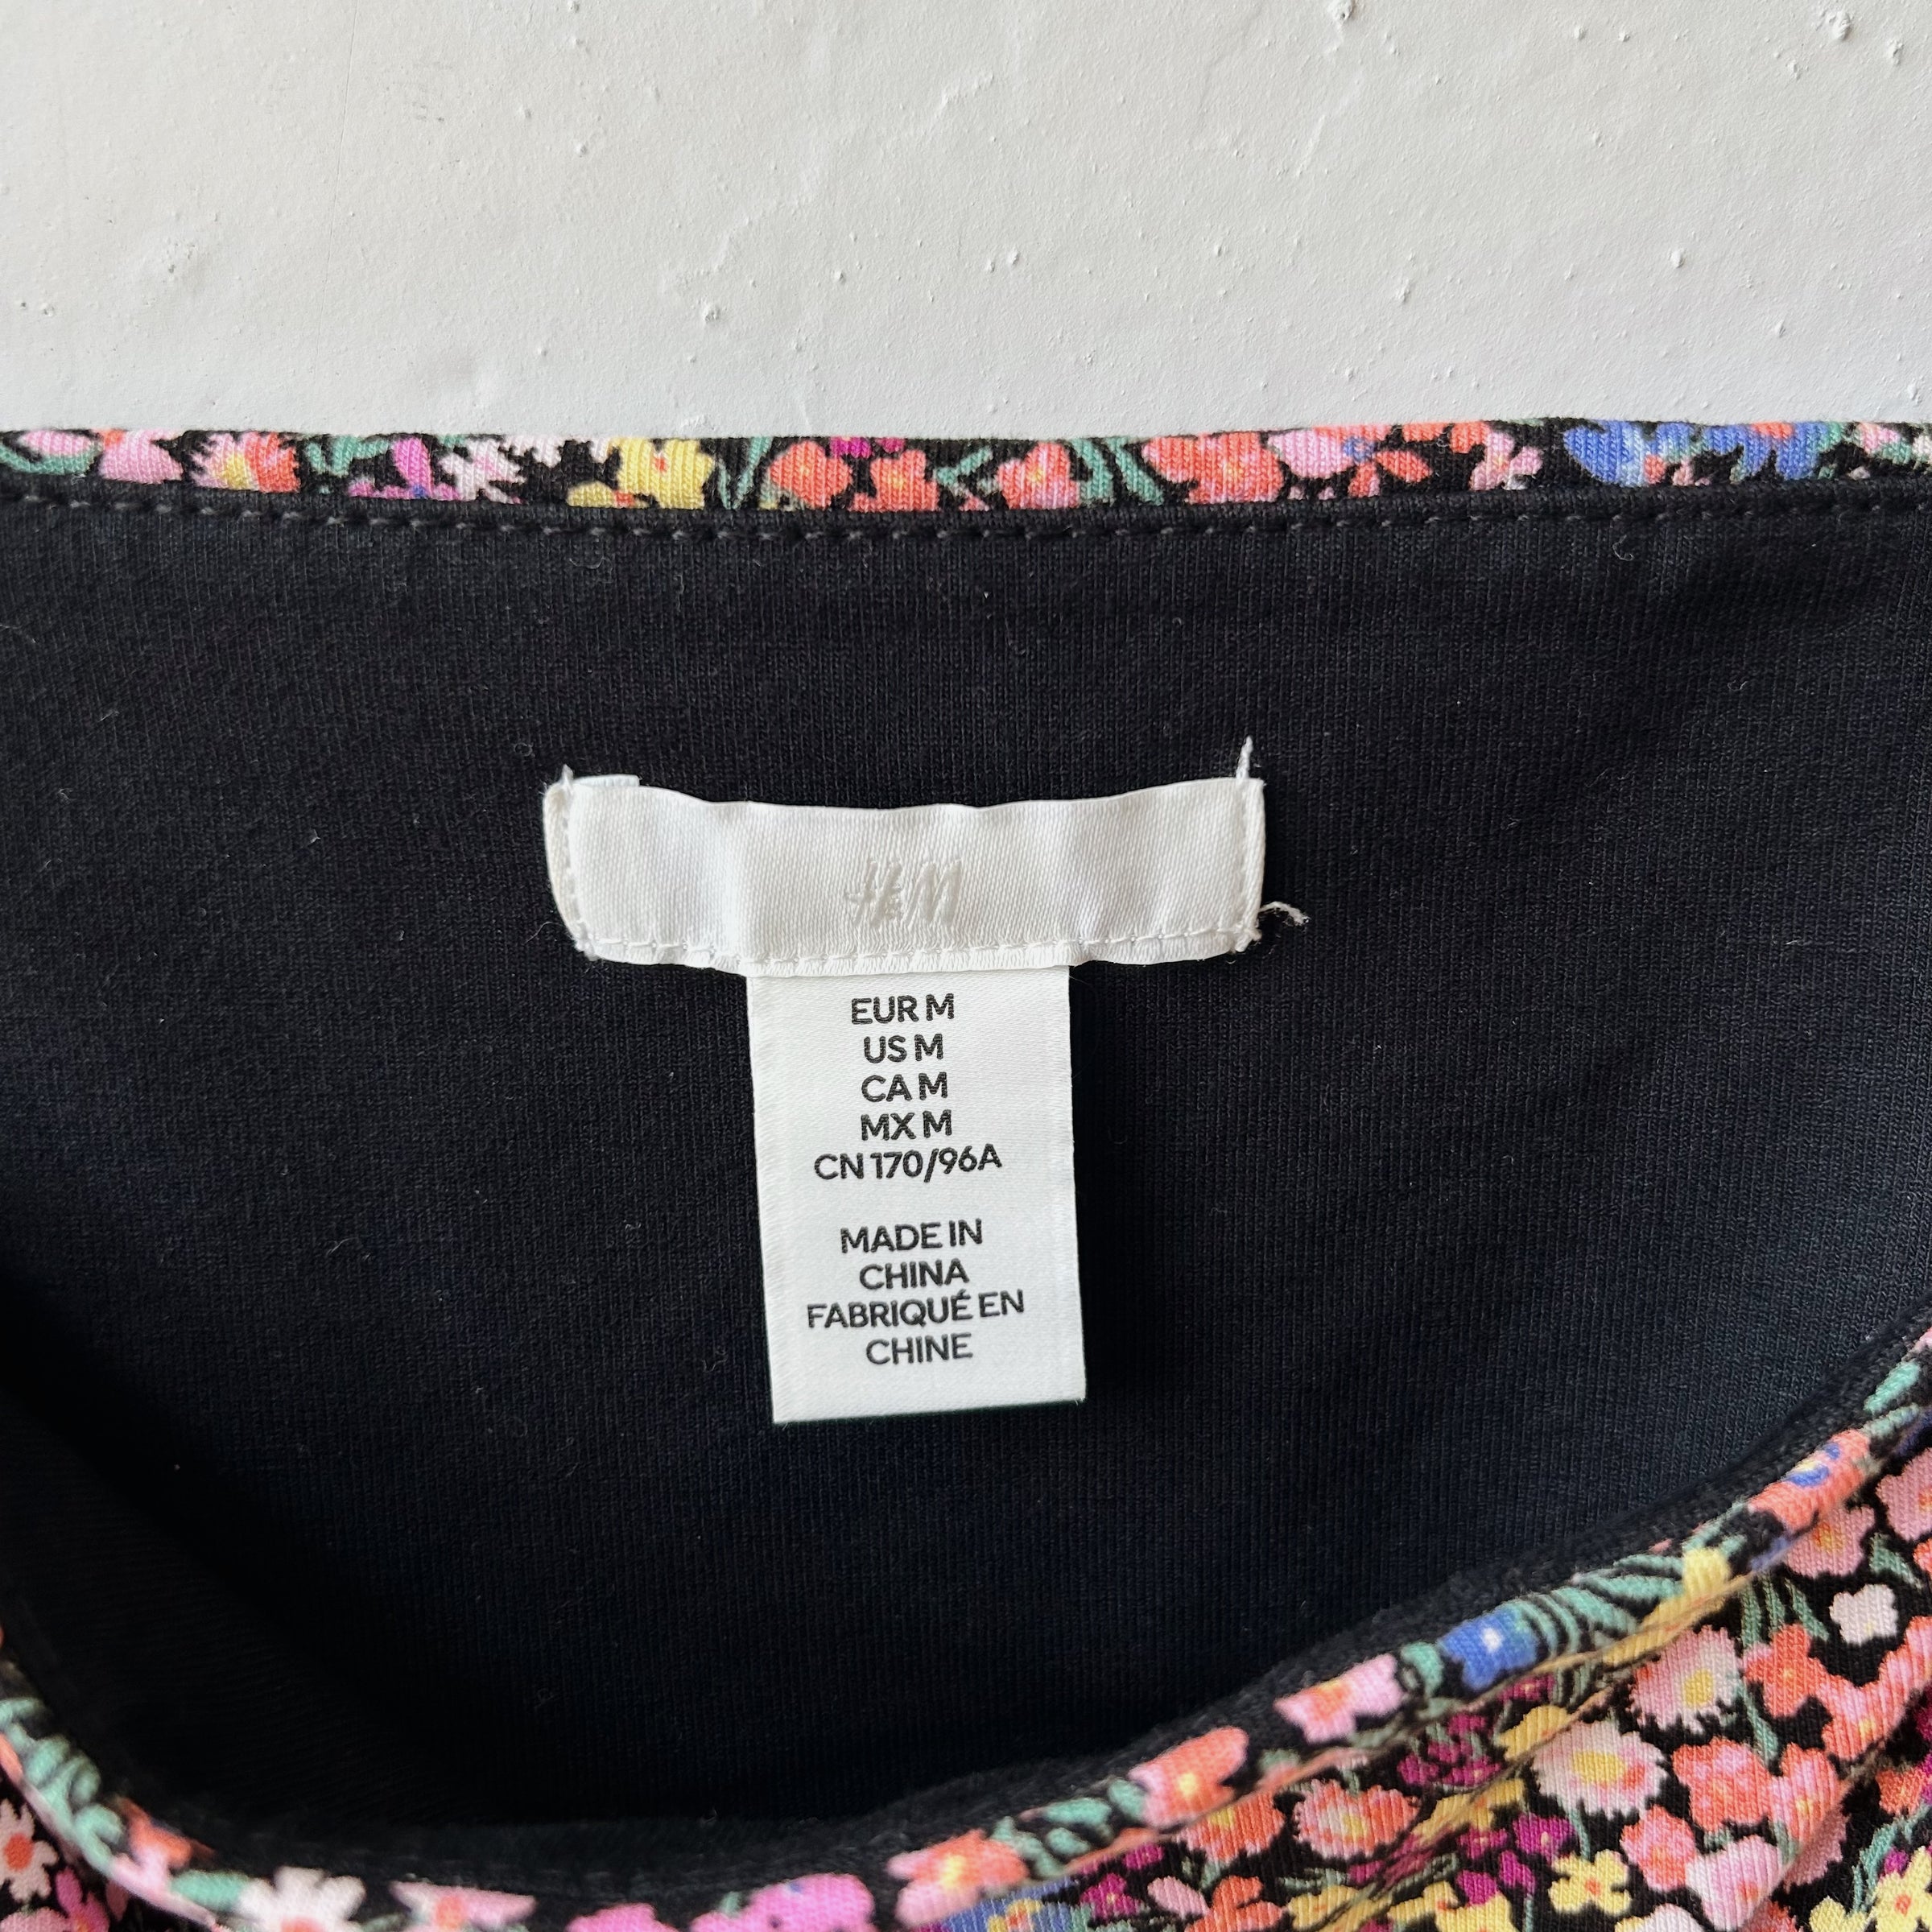 H&M
EUR M
US M
CA M
MX M
CN 170/96A
MADE IN
CHINA
FABRIQUÉ EN
CHINE